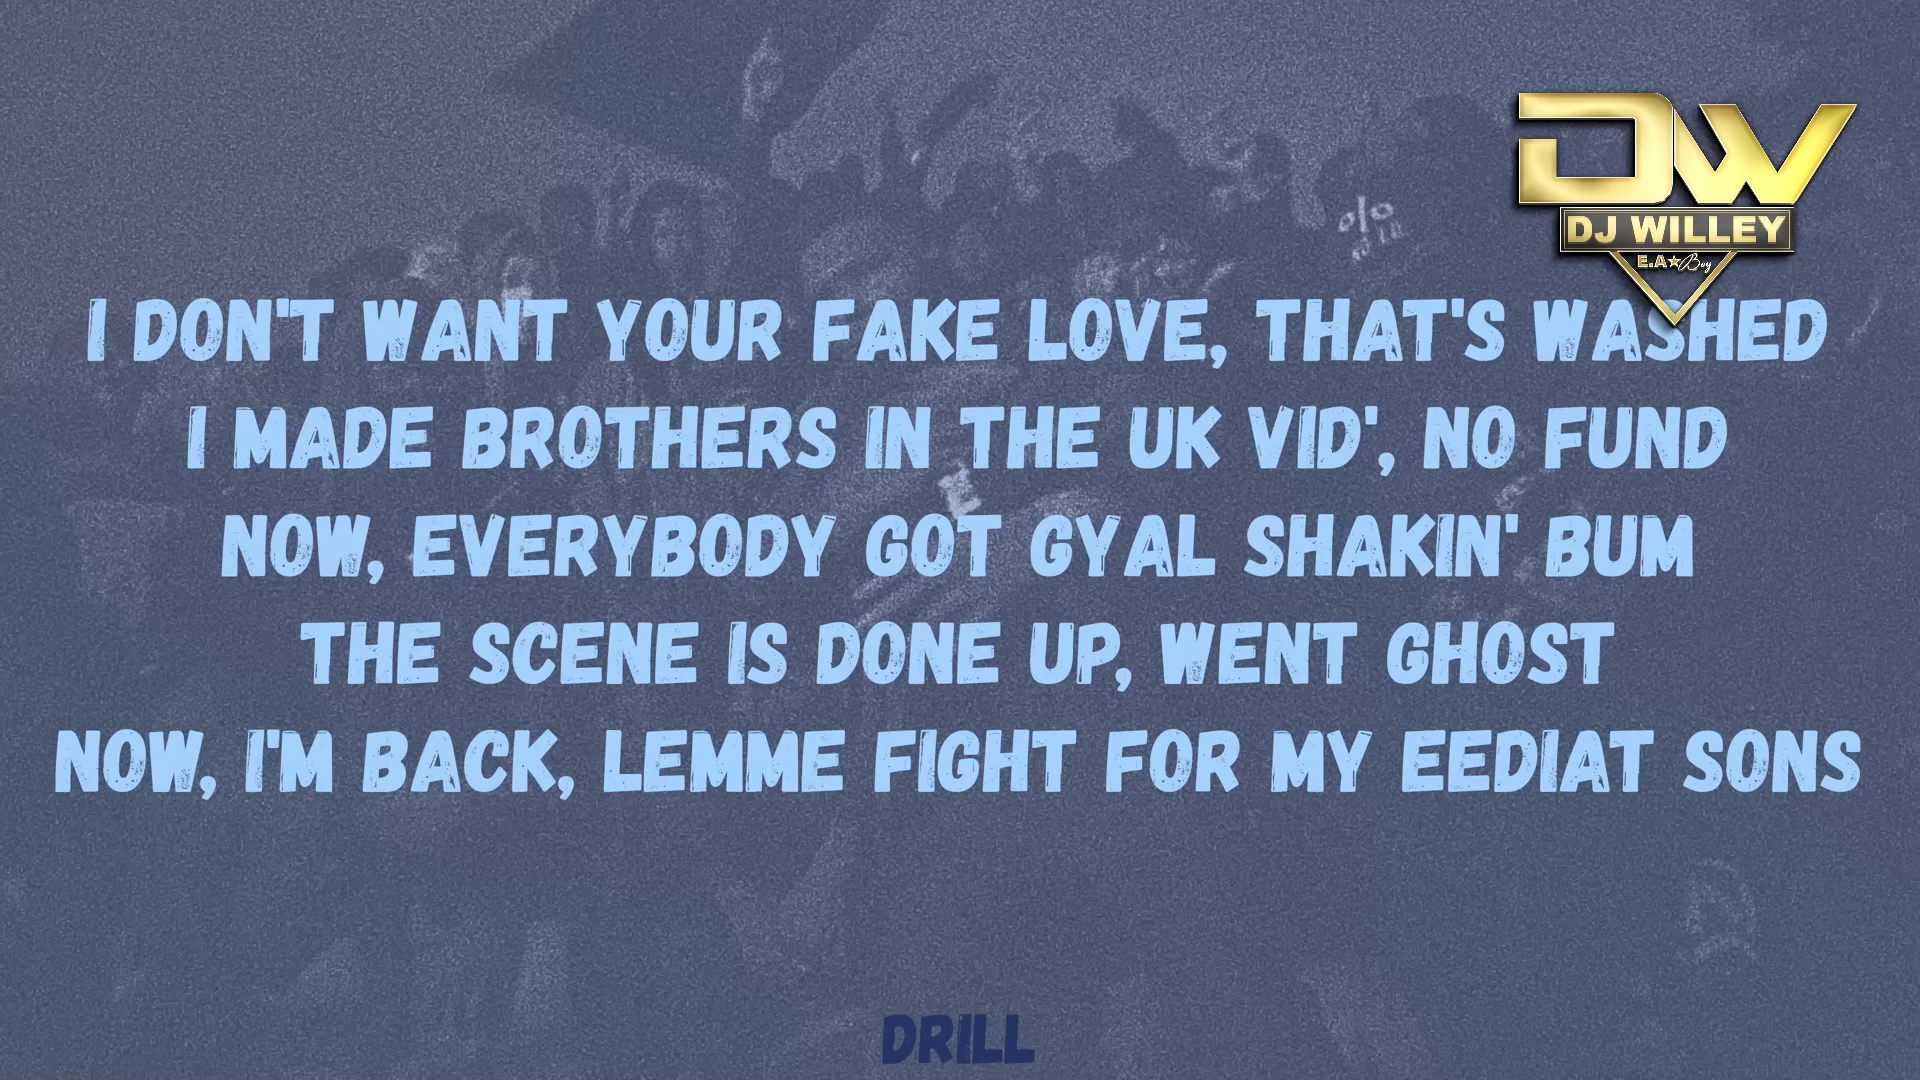 DW
DJ WILLEY
E.A★Boy
I DON'T WANT YOUR FAKE LOVE, THAT'S WASHED
I MADE BROTHERS IN THE UK VID', NO FUND
NOW, EVERYBODY GOT GYAL SHAKIN' BUM
THE SCENE IS DONE UP, WENT GHOST
NOW, I'M BACK, LEMME FIGHT FOR MY EEDIAT SONS
DRILL